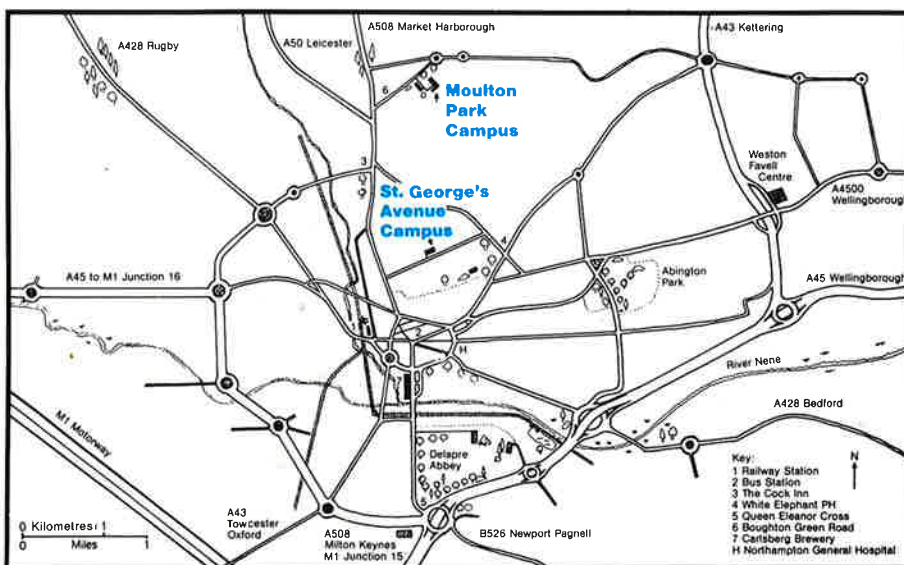 A508 Market Harborough
A43 Kettering
A428 Rugby
A50 Leicester
6
Moulton
Park
Campus
3
Weston
Favell
Centre
St. George's
Avenue
Campus
A4500
Wellingborough
4
A45 to M1 Junction 16
Abington
Park
A45 Wellingborough
2
H
River Nene
A428 Bedford
M1 Motorway
Delapre
Abbey
5
Key:
1 Railway Station
2 Bus Station
3 The Cock Inn
4 White Elephant PH
5 Queen Eleanor Cross
6 Boughton Green Road
7 Carlsberg Brewery
H Northampton General Hospital
N
0 Kilometres 1
0 Miles 1
A43
Towcester
Oxford
A508
Milton Keynes
M1 Junction 15
B526 Newport Pagnell